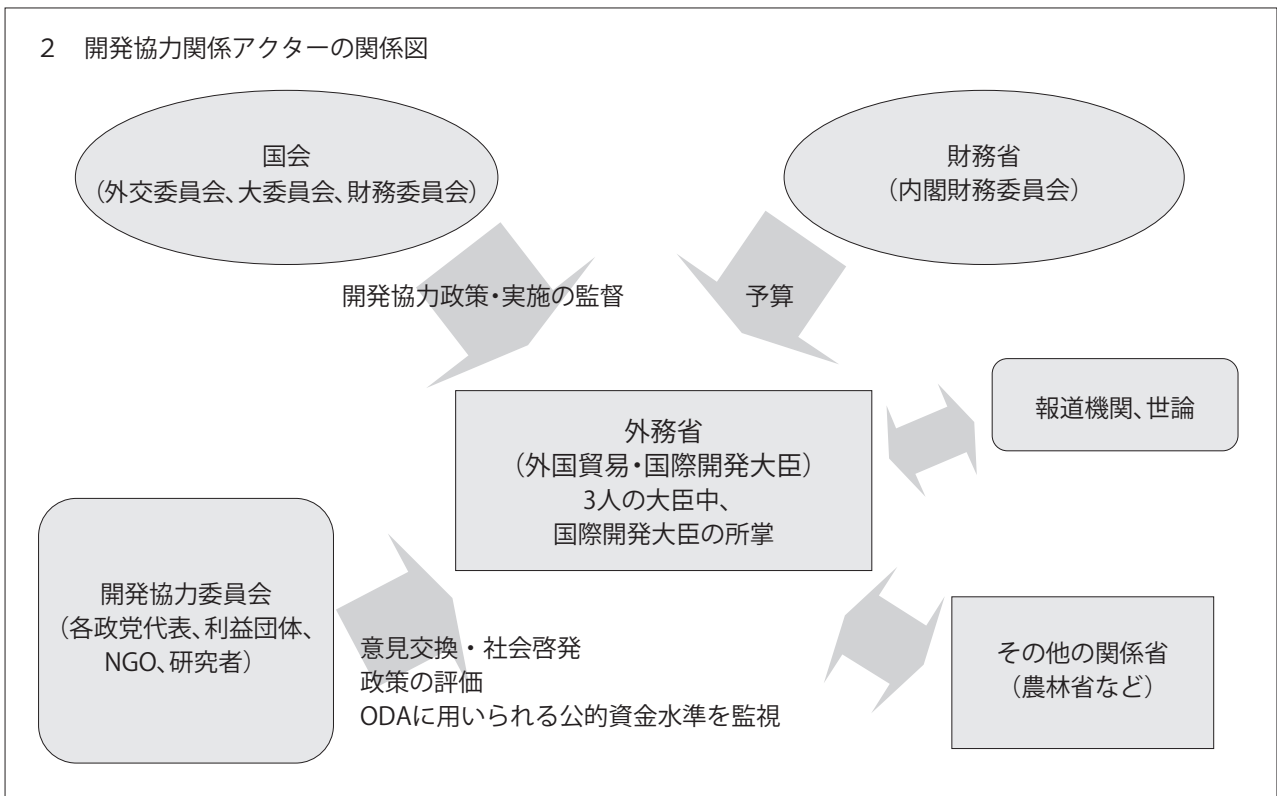 2 開発協力関係アクターの関係図
国会
(外交委員会、大委員会、財務委員会)
財務省
(内閣財務委員会)
開発協力政策・実施の監督
予算
外務省
(外国貿易・国際開発大臣)
3人の大臣中、
国際開発大臣の所掌
報道機関、世論
開発協力委員会
(各政党代表、利益団体、
NGO、研究者)
意見交換・社会啓発
政策の評価
ODAに用いられる公的資金水準を監視
その他の関係省
(農林省など)